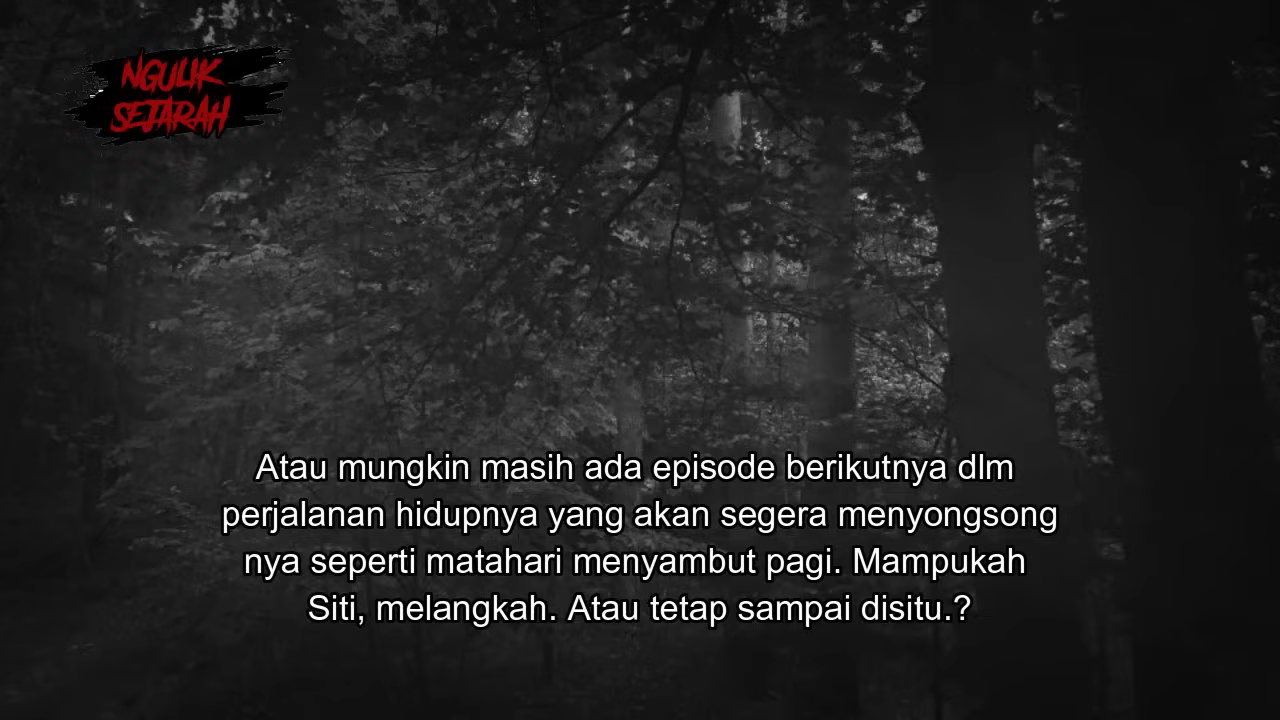 NGULIK
SEJARAH
Atau mungkin masih ada episode berikutnya dlm
perjalanan hidupnya yang akan segera menyongsong
nya seperti matahari menyambut pagi. Mampukah
Siti, melangkah. Atau tetap sampai disitu.?